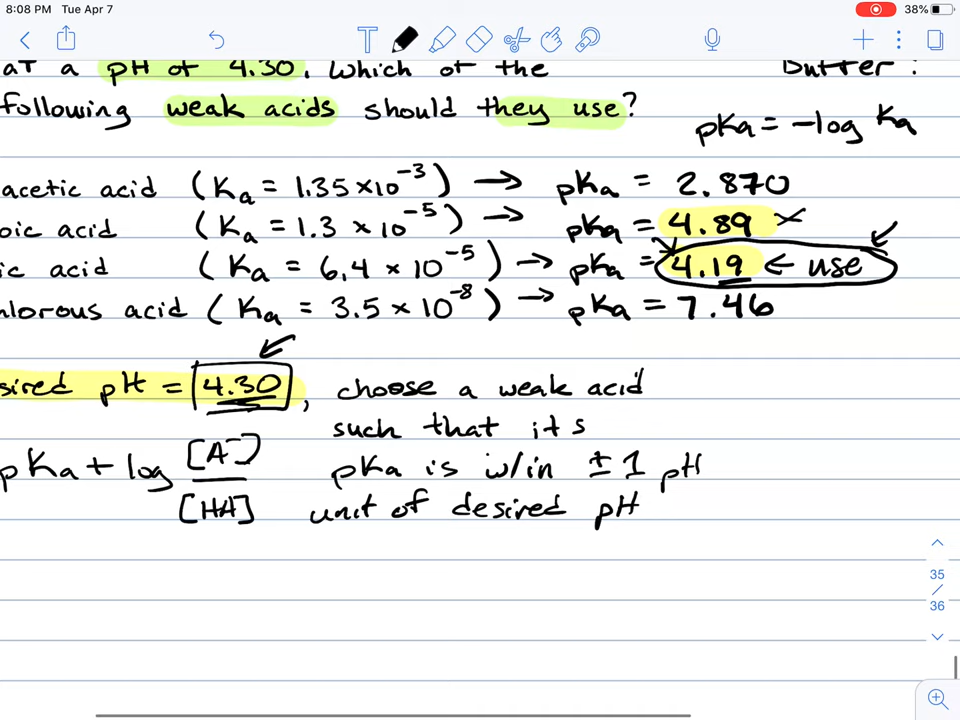 8:08 PM Tue Apr 7
38%
at a pH of 4.30. Which of the
buffer?
following weak acids should they use?
pKa = -log Ka
acetic acid (Ka = 1.35×10⁻³) → pKa = 2.870
oic acid (Ka = 1.3 × 10⁻⁵) → pKa = 4.89 ×
ic acid (Ka = 6.4 × 10⁻⁵) → pKa = 4.19 ← use
hlorous acid (Ka = 3.5 × 10⁻⁸) → pKa = 7.46
sired pH = 4.30, choose a weak acid
such that its
pKa + log [A⁻]/[HA] pKa is w/in ± 1 pH
unit of desired pH
35
/
36